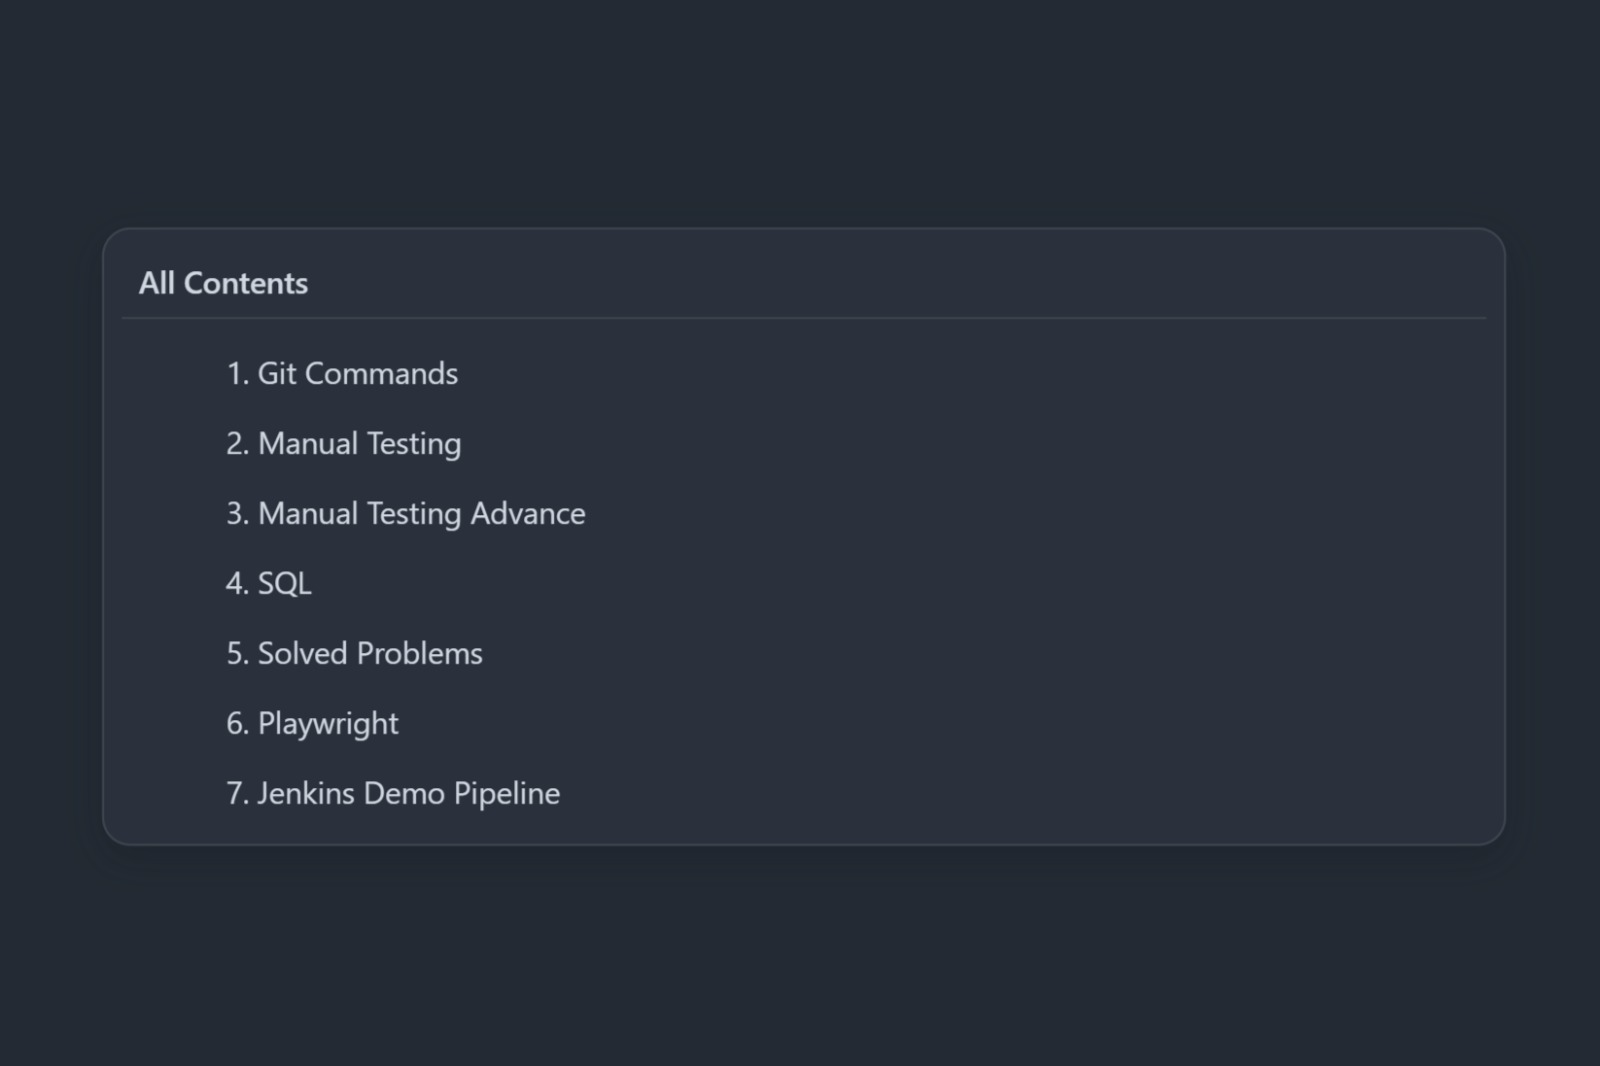 All Contents
1. Git Commands
2. Manual Testing
3. Manual Testing Advance
4. SQL
5. Solved Problems
6. Playwright
7. Jenkins Demo Pipeline